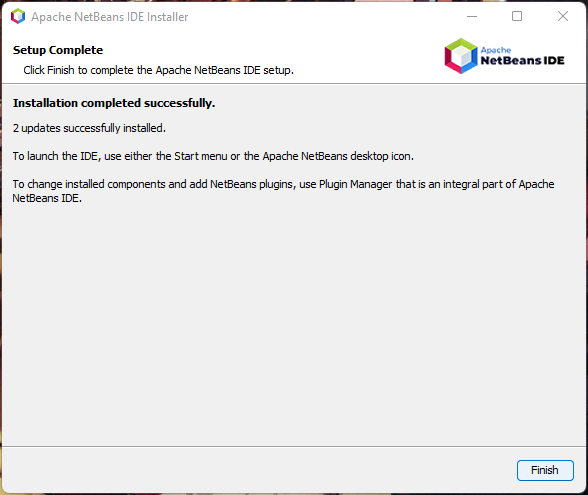 Apache NetBeans IDE Installer
Setup Complete
Click Finish to complete the Apache NetBeans IDE setup.
Apache
NetBeans IDE
Installation completed successfully.
2 updates successfully installed.
To launch the IDE, use either the Start menu or the Apache NetBeans desktop icon.
To change installed components and add NetBeans plugins, use Plugin Manager that is an integral part of Apache
NetBeans IDE.
Finish